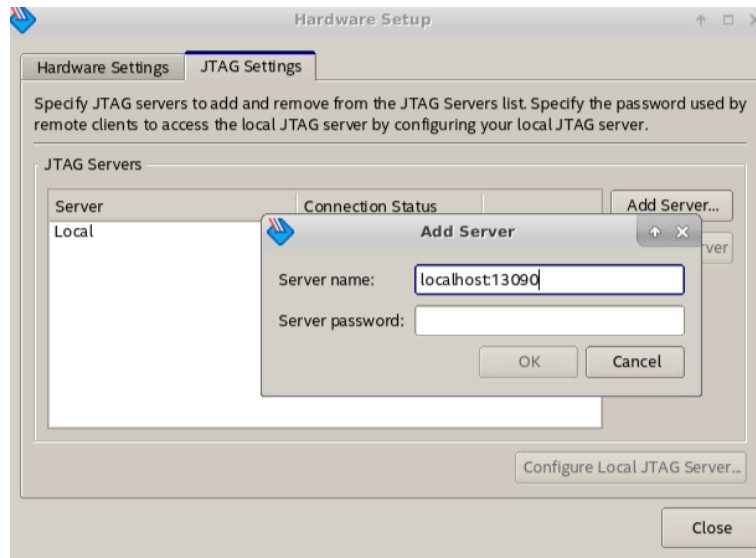 Hardware Setup
Hardware Settings
JTAG Settings
Specify JTAG servers to add and remove from the JTAG Servers list. Specify the password used by
remote clients to access the local JTAG server by configuring your local JTAG server.
JTAG Servers
Server
Connection Status
Add Server...
Local
Add Server
ver
Server name:
localhost:13090
Server password:
OK
Cancel
Configure Local JTAG Server...
Close